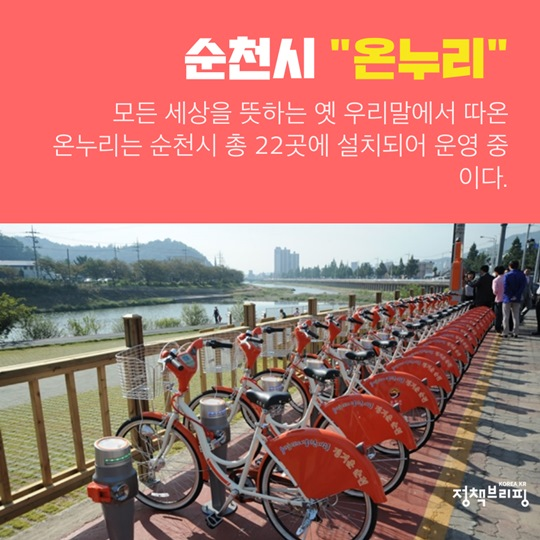 순천시 "온누리"
모든 세상을 뜻하는 옛 우리말에서 따온
온누리는 순천시 총 22곳에 설치되어 운영 중
이다.
KOREA.KR
정책브리핑